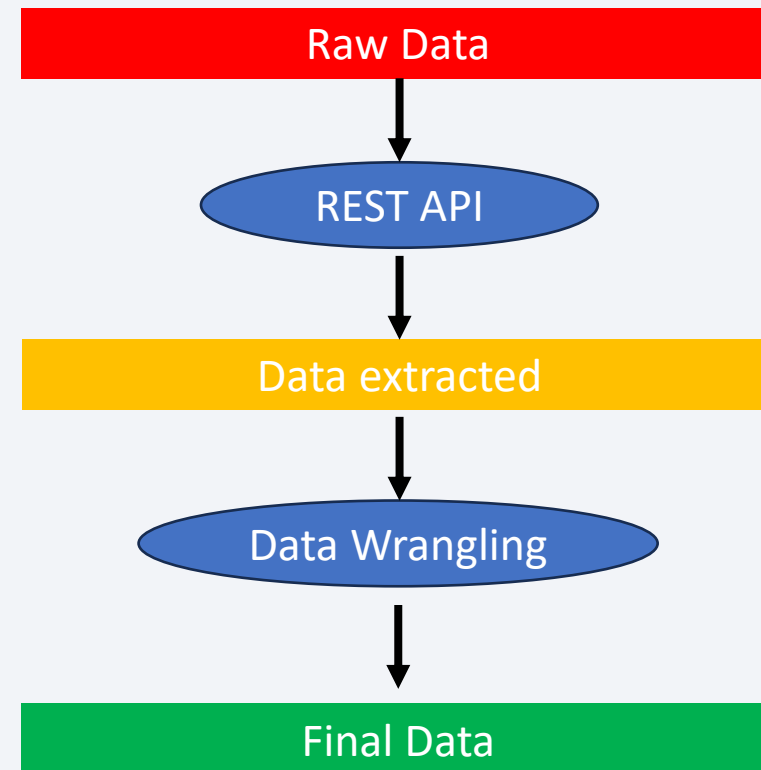 Raw Data
REST API
Data extracted
Data Wrangling
Final Data